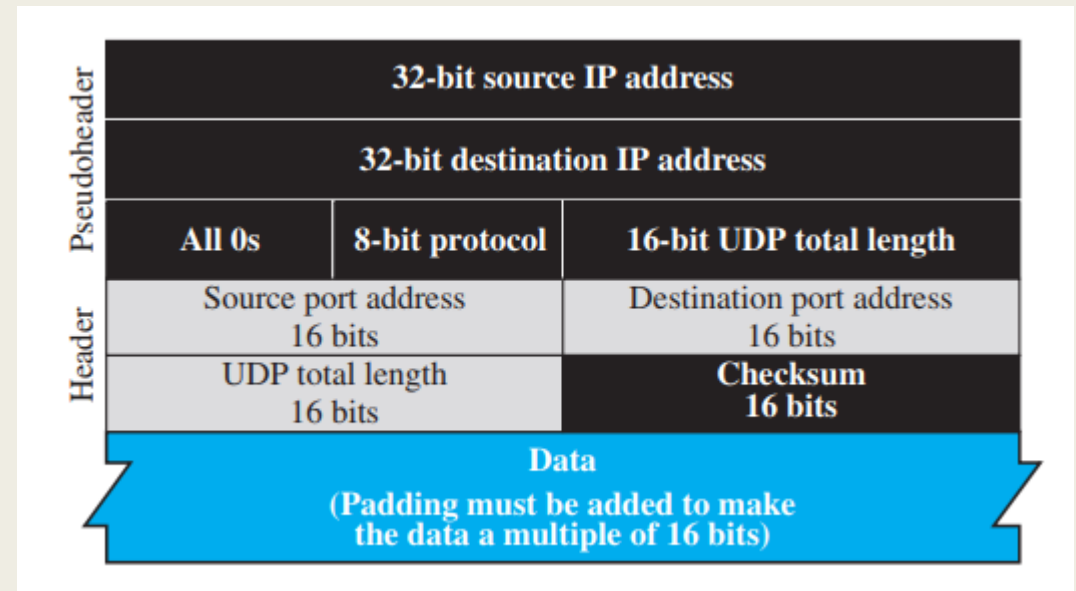 Pseudoheader
32-bit source IP address
32-bit destination IP address
All 0s 8-bit protocol 16-bit UDP total length
Header
Source port address Destination port address
16 bits 16 bits
UDP total length Checksum
16 bits 16 bits
Data
(Padding must be added to make
the data a multiple of 16 bits)